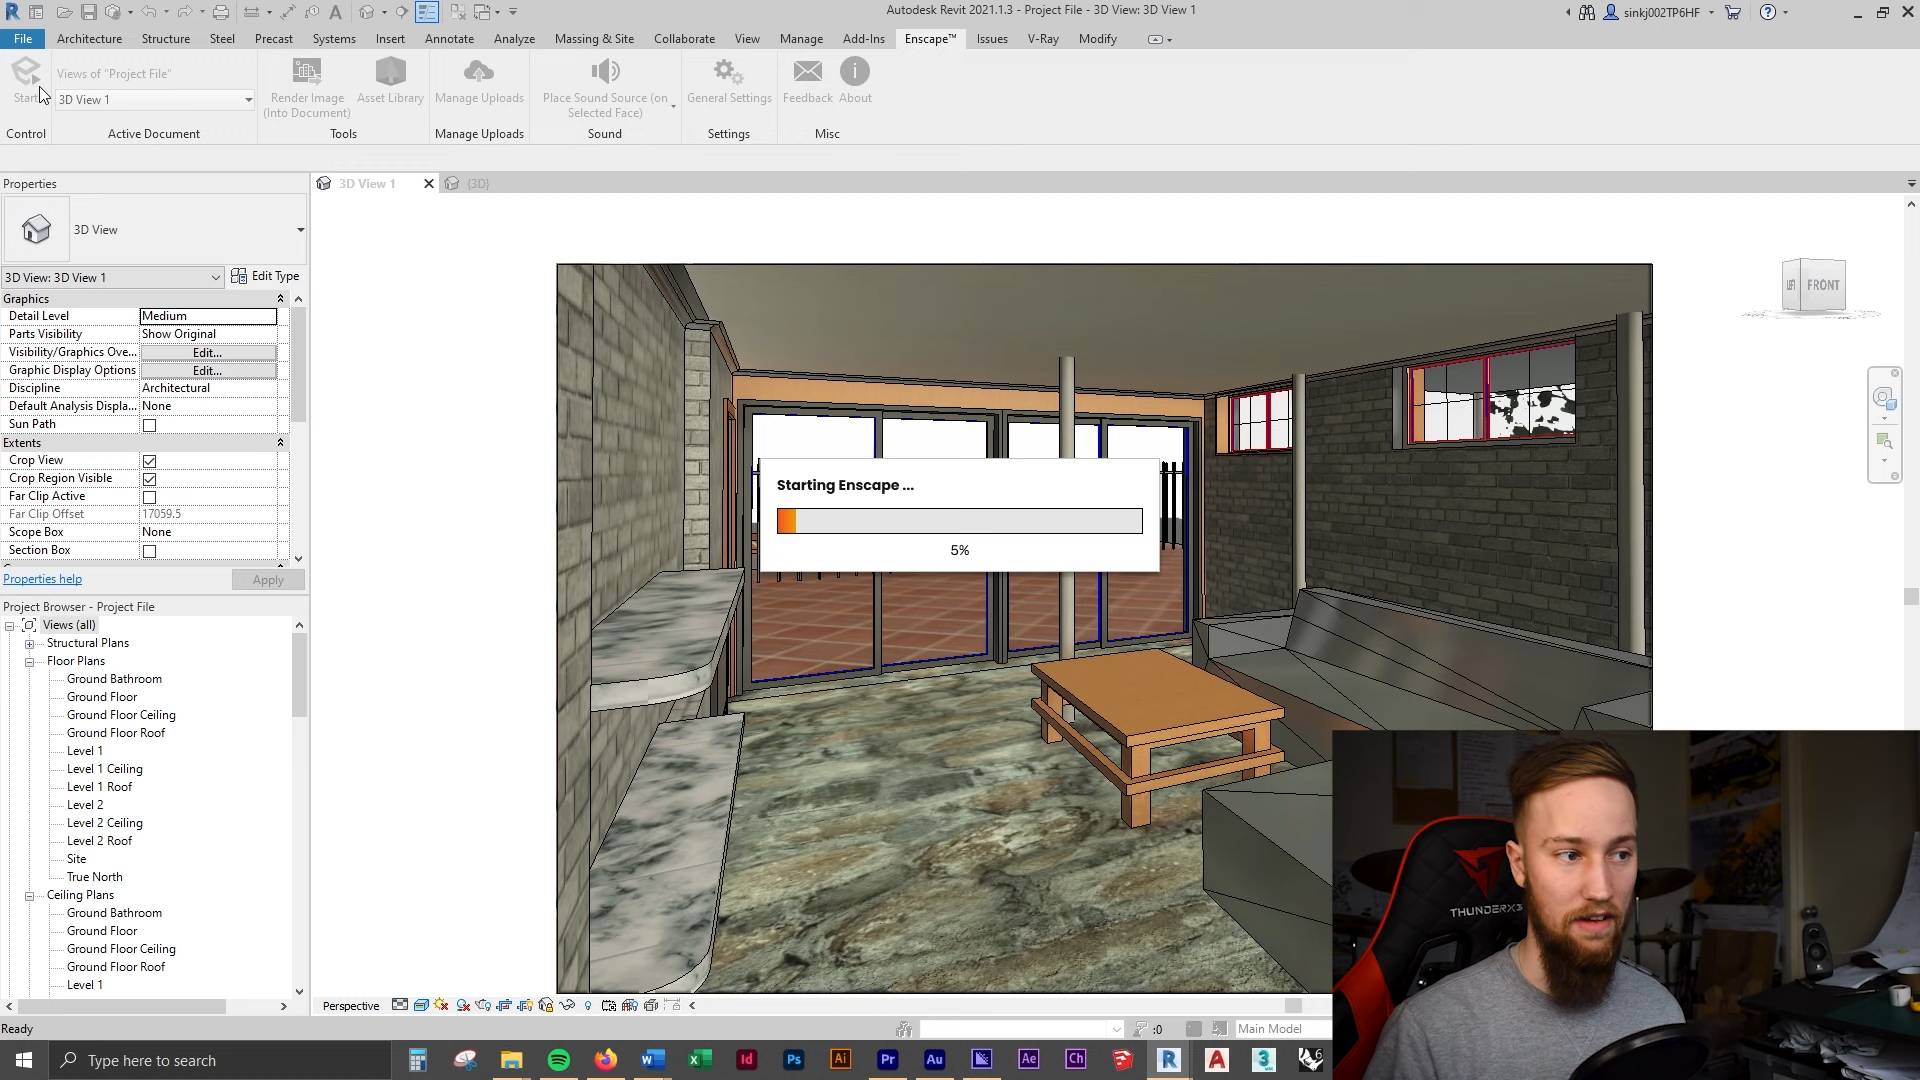 Autodesk Revit 2021.1.3 - Project File - 3D View: 3D View 1
sinkj002TP6HF
File Architecture Structure Steel Precast Systems Insert Annotate Analyze Massing & Site Collaborate View Manage Add-Ins Enscape™ Issues V-Ray Modify
Start
Views of "Project File"
3D View 1
Render Image
(Into Document)
Asset Library
Manage Uploads
Place Sound Source (on
Selected Face)
General Settings
Feedback
About
Control Active Document Tools Manage Uploads Sound Settings Misc
Properties
3D View 1
{3D}
3D View
3D View: 3D View 1
Edit Type
Graphics
Detail Level Medium
Parts Visibility Show Original
Visibility/Graphics Ove... Edit...
Graphic Display Options Edit...
Discipline Architectural
Default Analysis Displa... None
Sun Path
Extents
Crop View
Crop Region Visible
Far Clip Active
Far Clip Offset 17059.5
Scope Box None
Section Box
Properties help
Apply
FRONT
Starting Enscape ...
5%
Project Browser - Project File
Views (all)
Structural Plans
Floor Plans
Ground Bathroom
Ground Floor
Ground Floor Ceiling
Ground Floor Roof
Level 1
Level 1 Ceiling
Level 1 Roof
Level 2
Level 2 Ceiling
Level 2 Roof
Site
True North
Ceiling Plans
Ground Bathroom
Ground Floor
Ground Floor Ceiling
Ground Floor Roof
Level 1
Perspective
THUNDERX3
Ready
:0
Main Model
Type here to search